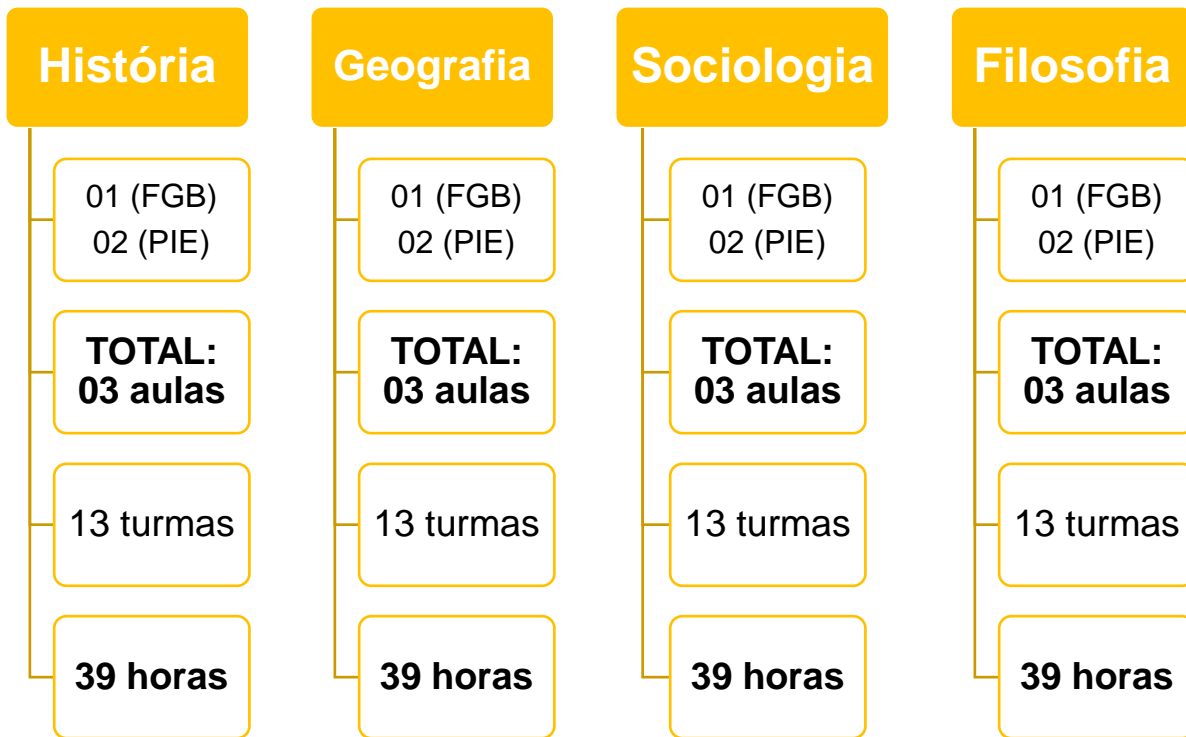 História
01 (FGB)
02 (PIE)
TOTAL:
03 aulas
13 turmas
39 horas
Geografia
01 (FGB)
02 (PIE)
TOTAL:
03 aulas
13 turmas
39 horas
Sociologia
01 (FGB)
02 (PIE)
TOTAL:
03 aulas
13 turmas
39 horas
Filosofia
01 (FGB)
02 (PIE)
TOTAL:
03 aulas
13 turmas
39 horas